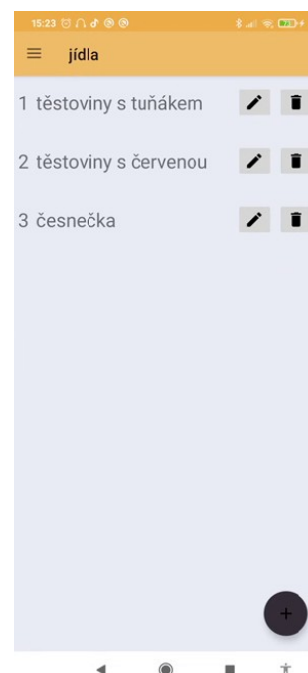 15:23
jídla
1 těstoviny s tuňákem
2 těstoviny s červenou
3 česnečka